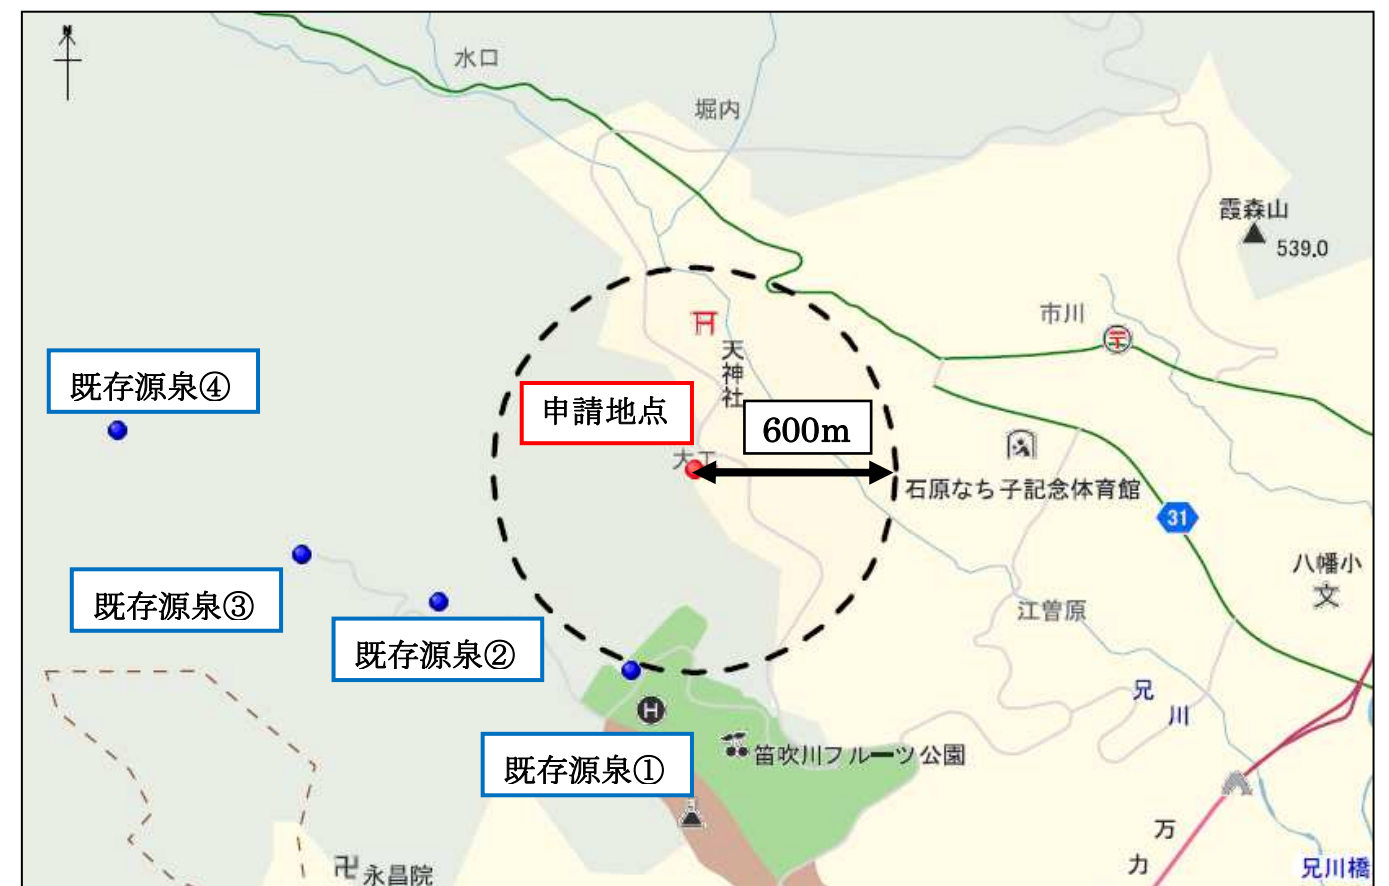 N
水口
堀内
霞森山
539.0
市川
天神社
既存源泉④
申請地点
600m
石原なち子記念体育館
31
八幡小
文
既存源泉③
江曽原
既存源泉②
兄川
H
既存源泉①
笛吹川フルーツ公園
万力
永昌院
兄川橋